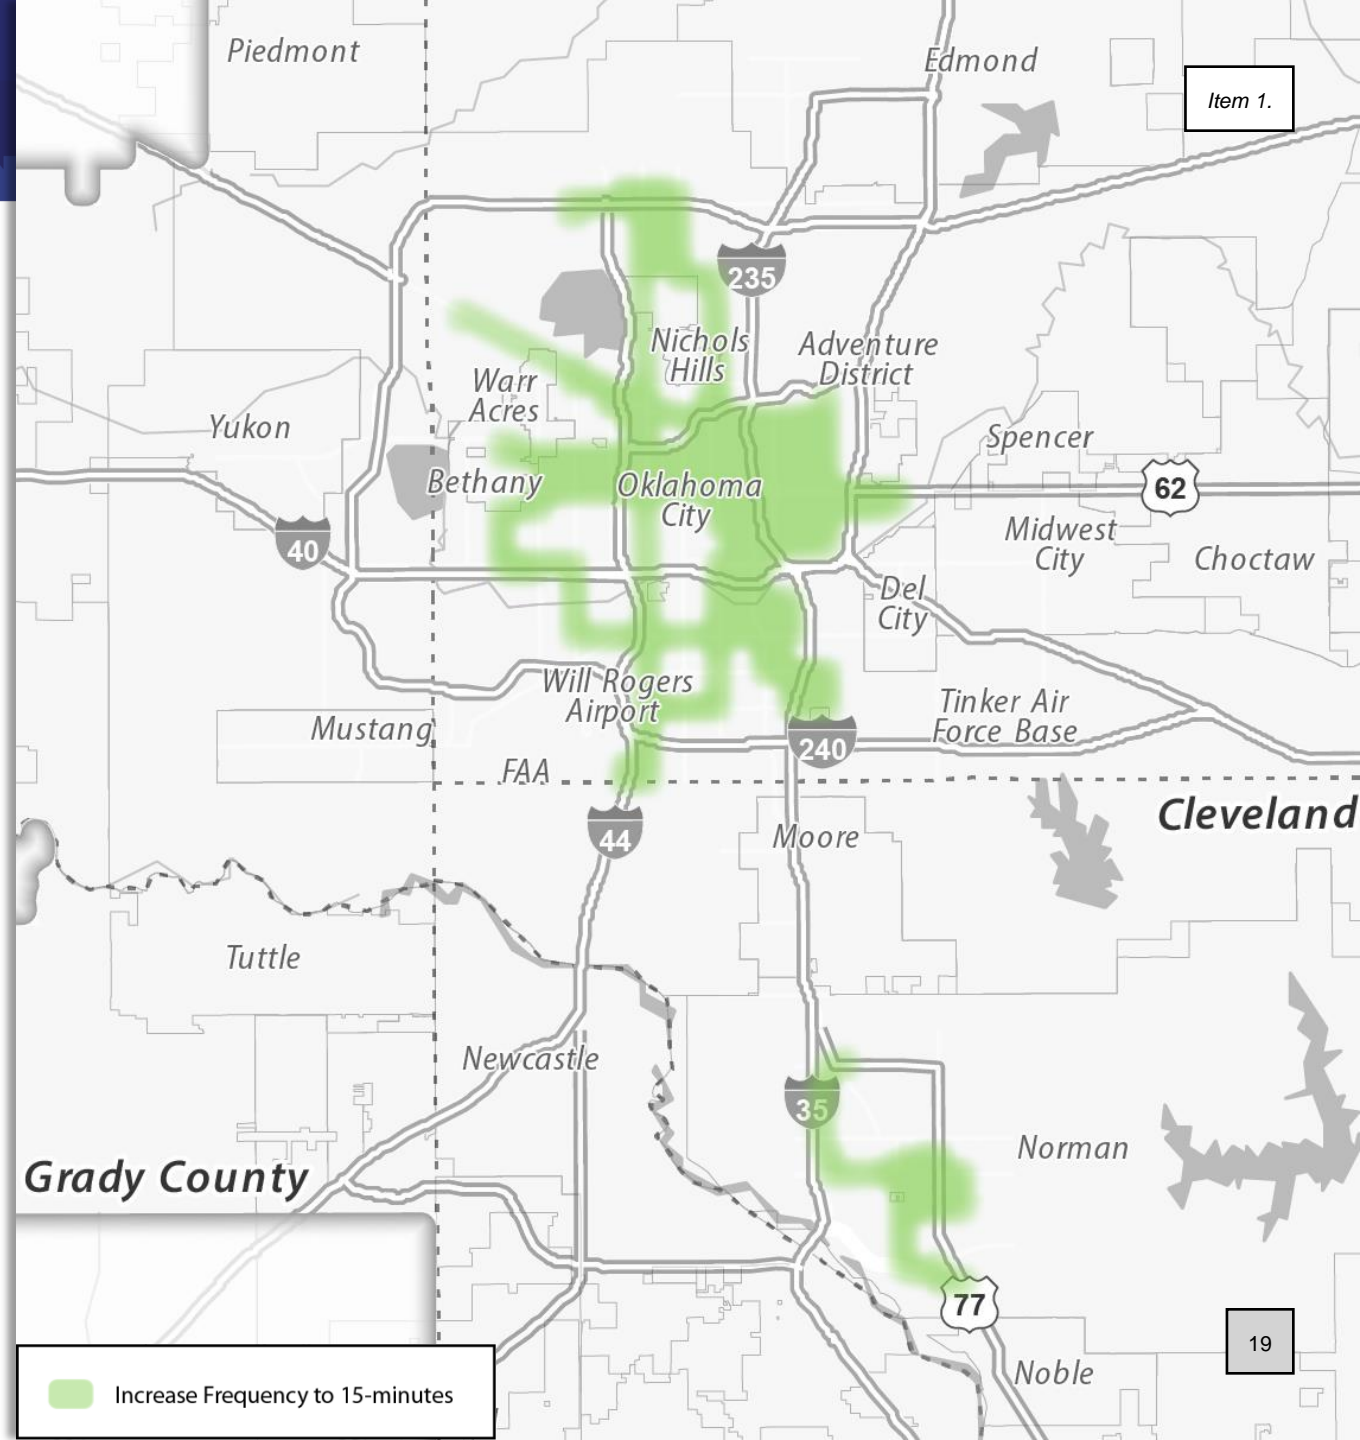 Piedmont
Edmond
Item 1.
235
Nichols
Hills
Adventure
District
Warr
Acres
Yukon
Spencer
Bethany
Oklahoma
City
62
40
Midwest
City
Choctaw
Del
City
Will Rogers
Airport
Mustang
Tinker Air
Force Base
240
FAA
Cleveland
44
Moore
Tuttle
Newcastle
35
Norman
Grady County
77
19
Noble
Increase Frequency to 15-minutes